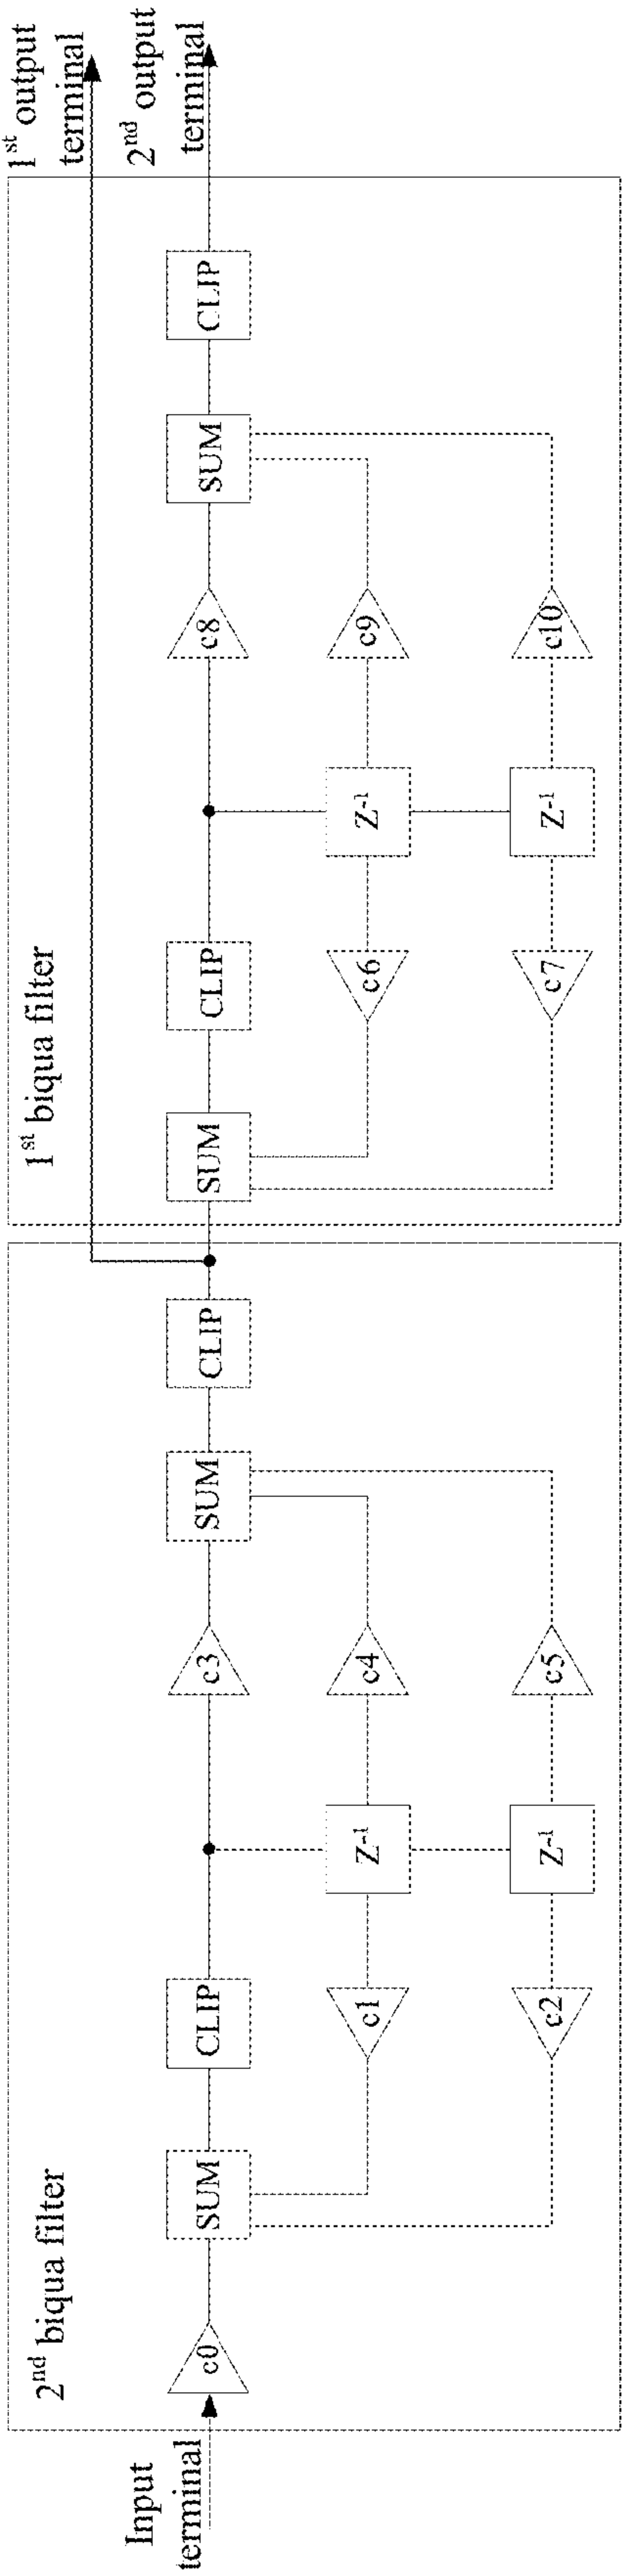 Input
terminal
2nd biqua filter
c0
SUM
CLIP
c3
SUM
CLIP
c1
Z-1
c4
c2
Z-1
c5
1st biqua filter
SUM
CLIP
c8
SUM
CLIP
c6
Z-1
c9
c7
Z-1
c10
1st output
terminal
2nd output
terminal